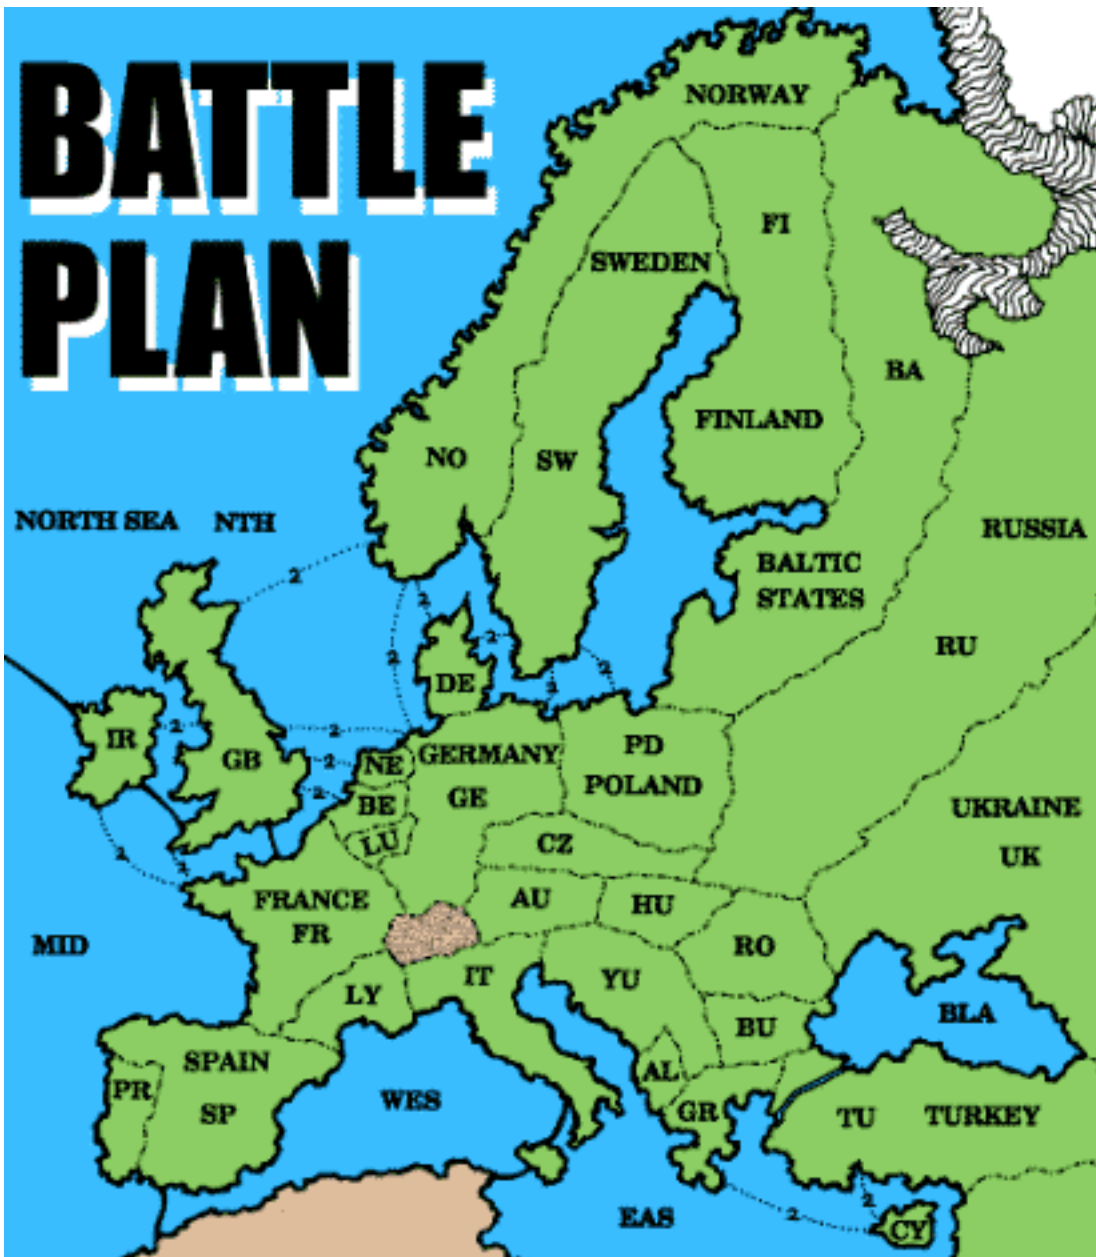 BATTLE
PLAN
NORWAY
FI
SWEDEN
BA
FINLAND
NO
SW
NORTH SEA NTH
RUSSIA
BALTIC
STATES
2
2
2
2
2
2
2
RU
DE
IR
2
2
GB
2
2
NE
GERMANY
PD
BE
GE
POLAND
LU
CZ
UKRAINE
UK
2
2
FRANCE
FR
AU
HU
MID
RO
LY
IT
YU
BLA
BU
SPAIN
PR
SP
WES
AL
GR
TU TURKEY
EAS
2
2
CY